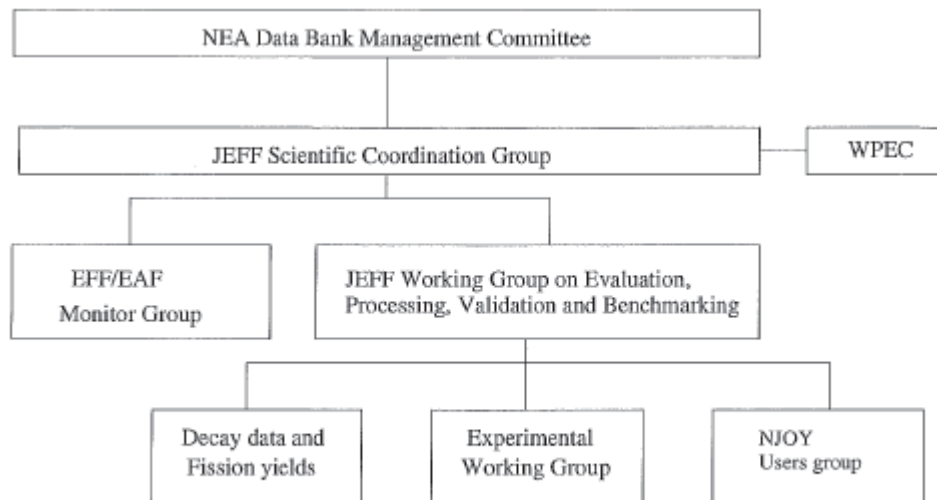 NEA Data Bank Management Committee
JEFF Scientific Coordination Group
WPEC
EFF/EAF
Monitor Group
JEFF Working Group on Evaluation,
Processing, Validation and Benchmarking
Decay data and
Fission yields
Experimental
Working Group
NJOY
Users group